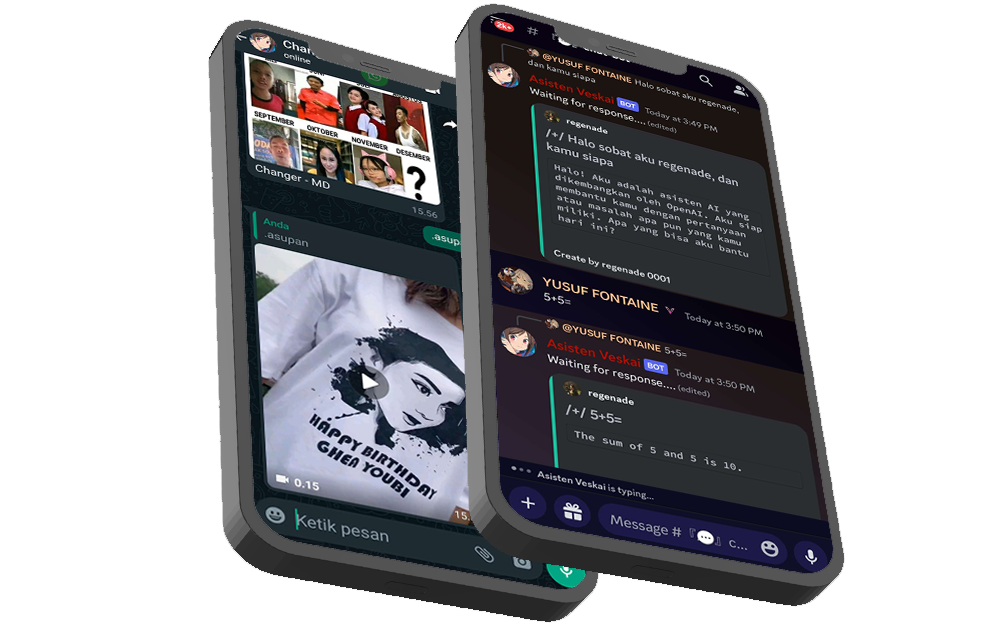 Chan
online
SEPTEMBER
OKTOBER
NOVEMBER
DESEMBER
?
Changer - MD
15.56
Anda
.asupan
.asup
HAPPY BIRTHDAY
GHEA YOUBI
0.15
15.
Ketik pesan
2k+
#
@YUSUF FONTAINE Halo sobat aku regenade,
dan kamu siapa
Asisten Veskai BOT Today at 3:49 PM
Waiting for response.... (edited)
regenade
/+/ Halo sobat aku regenade, dan
kamu siapa
Halo! Aku adalah asisten AI yang
dikembangkan oleh OpenAI. Aku siap
membantu kamu dengan pertanyaan
atau masalah apa pun yang kamu
miliki. Apa yang bisa aku bantu
hari ini?
Create by regenade 0001
YUSUF FONTAINE Today at 3:50 PM
5+5=
@YUSUF FONTAINE 5+5=
Asisten Veskai BOT Today at 3:50 PM
Waiting for response.... (edited)
regenade
/+/ 5+5=
The sum of 5 and 5 is 10.
Asisten Veskai is typing...
Message # 『💬』 c...